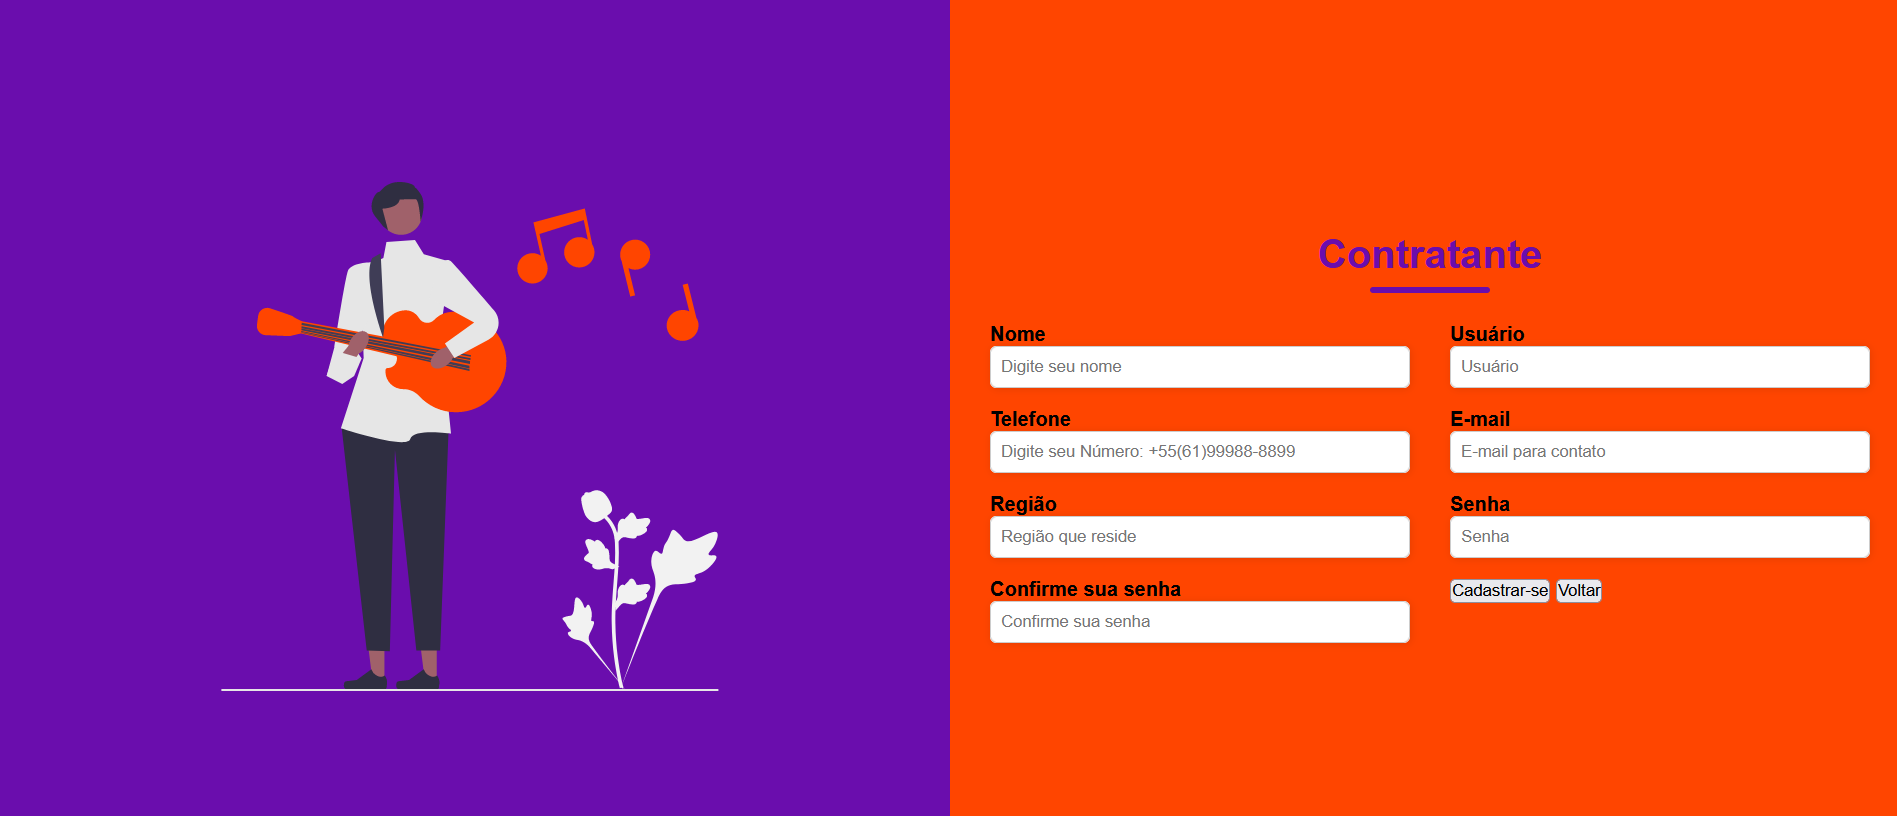 Contratante
Nome
Usuário
Digite seu nome
Usuário
Telefone
E-mail
Digite seu Número: +55(61)99988-8899
E-mail para contato
Região
Senha
Região que reside
Senha
Confirme sua senha
Cadastrar-se Voltar
Confirme sua senha